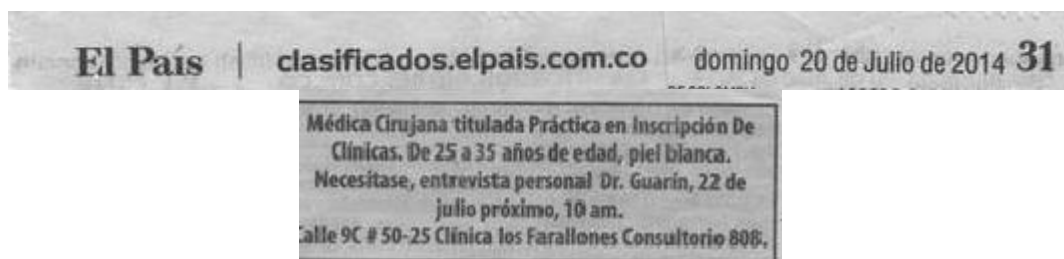 El País | clasificados.elpais.com.co domingo 20 de Julio de 2014 31
Médica Cirujana titulada Práctica en Inscripción De
Clínicas. De 25 a 35 años de edad, piel blanca.
Necesitase, entrevista personal Dr. Guarín, 22 de
julio próximo, 10 am.
Calle 9C # 50-25 Clínica los Farallones Consultorio 808.